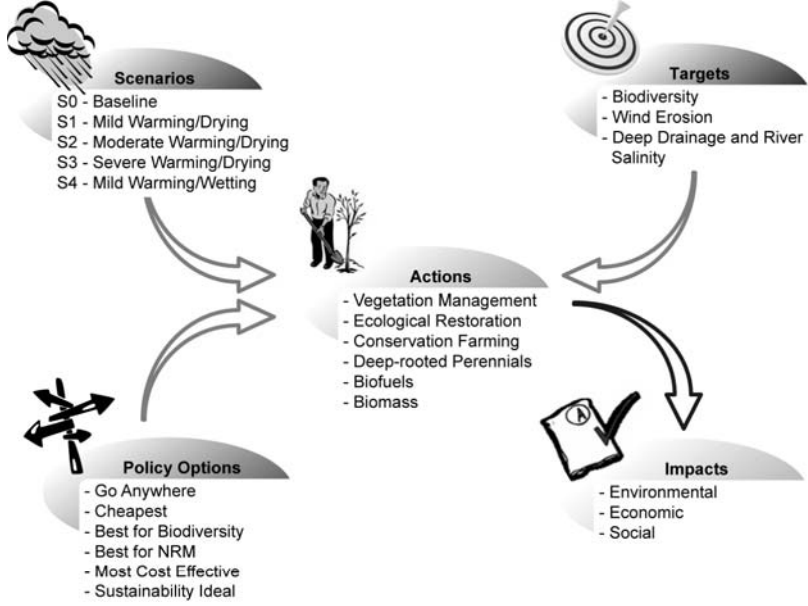 Scenarios
S0 - Baseline
S1 - Mild Warming/Drying
S2 - Moderate Warming/Drying
S3 - Severe Warming/Drying
S4 - Mild Warming/Wetting
Targets
- Biodiversity
- Wind Erosion
- Deep Drainage and River
Salinity
Actions
- Vegetation Management
- Ecological Restoration
- Conservation Farming
- Deep-rooted Perennials
- Biofuels
- Biomass
Policy Options
- Go Anywhere
- Cheapest
- Best for Biodiversity
- Best for NRM
- Most Cost Effective
- Sustainability Ideal
A
Impacts
- Environmental
- Economic
- Social